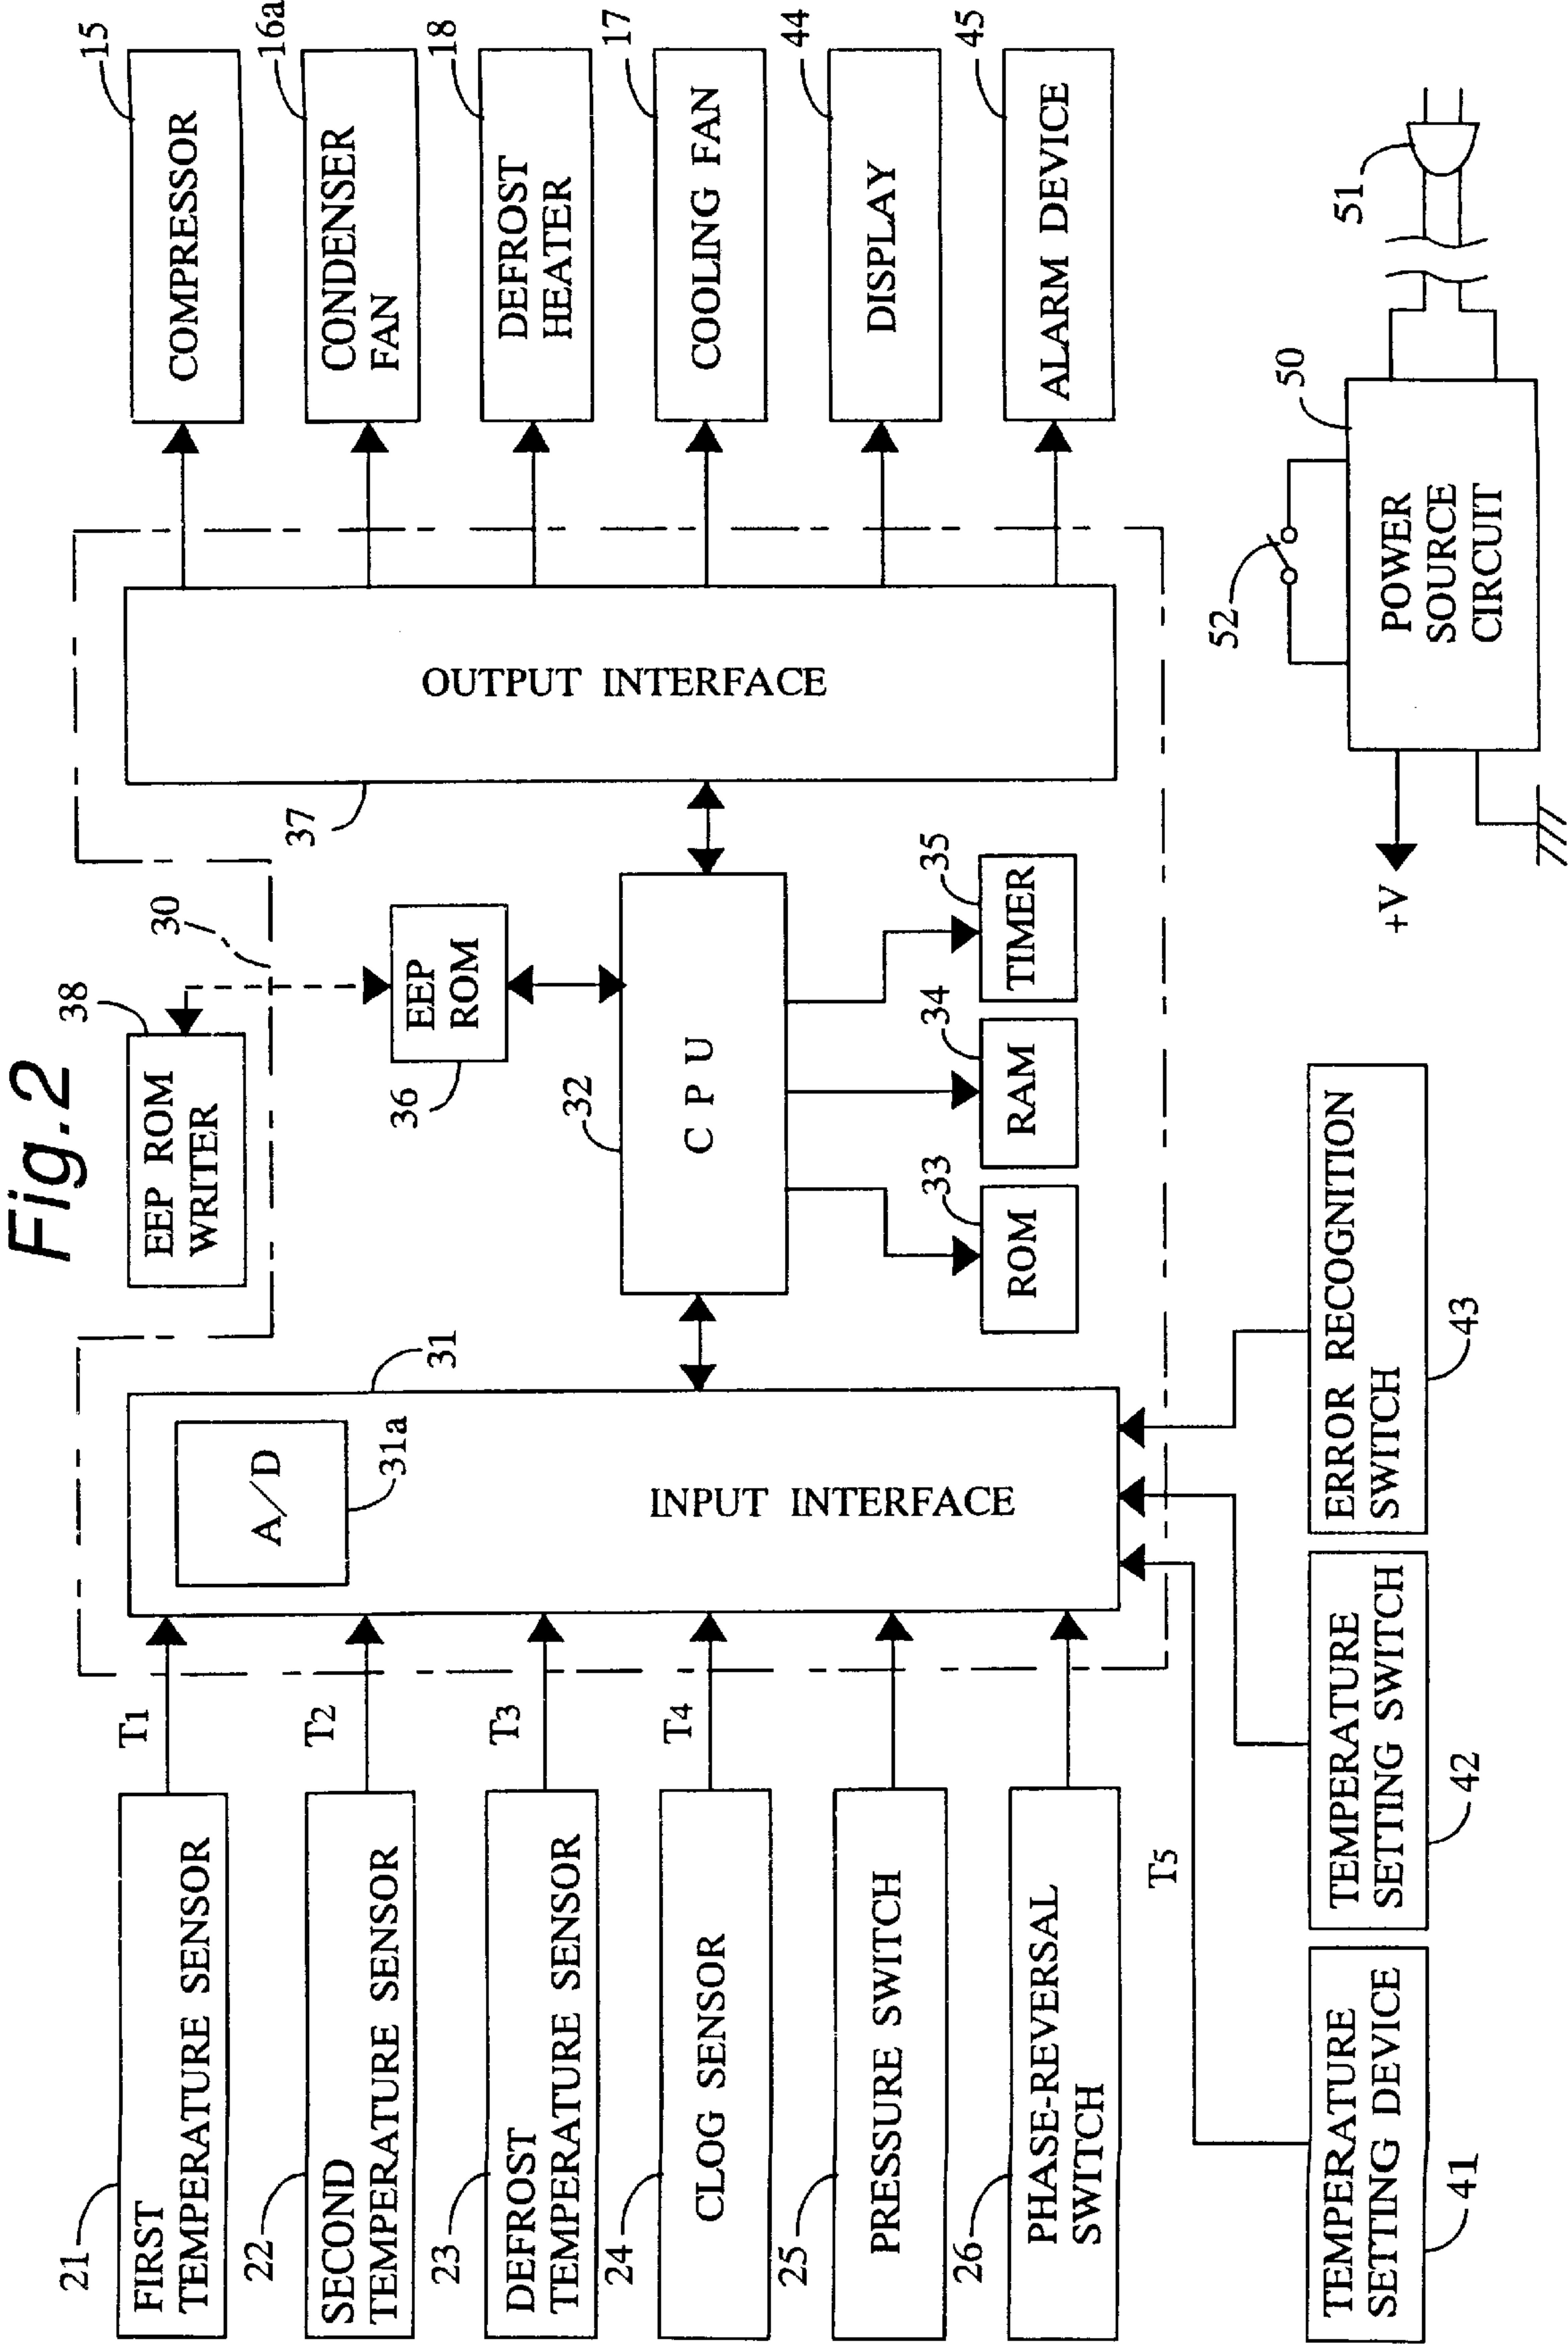 Fig.2
38
EEP ROM
WRITER
30
21
FIRST
TEMPERATURE SENSOR
T1
22
SECOND
TEMPERATURE SENSOR
T2
23
DEFROST
TEMPERATURE SENSOR
T3
24
CLOG SENSOR
T4
25
PRESSURE SWITCH
26
PHASE-REVERSAL
SWITCH
A/D
31a
31
INPUT INTERFACE
36
EEP
ROM
32
CPU
33
ROM
34
RAM
35
TIMER
37
OUTPUT INTERFACE
15
COMPRESSOR
16a
CONDENSER
FAN
18
DEFROST
HEATER
17
COOLING FAN
44
DISPLAY
45
ALARM DEVICE
T5
TEMPERATURE
SETTING DEVICE
41
TEMPERATURE
SETTING SWITCH
42
ERROR RECOGNITION
SWITCH
43
+V
52
50
POWER
SOURCE
CIRCUIT
51